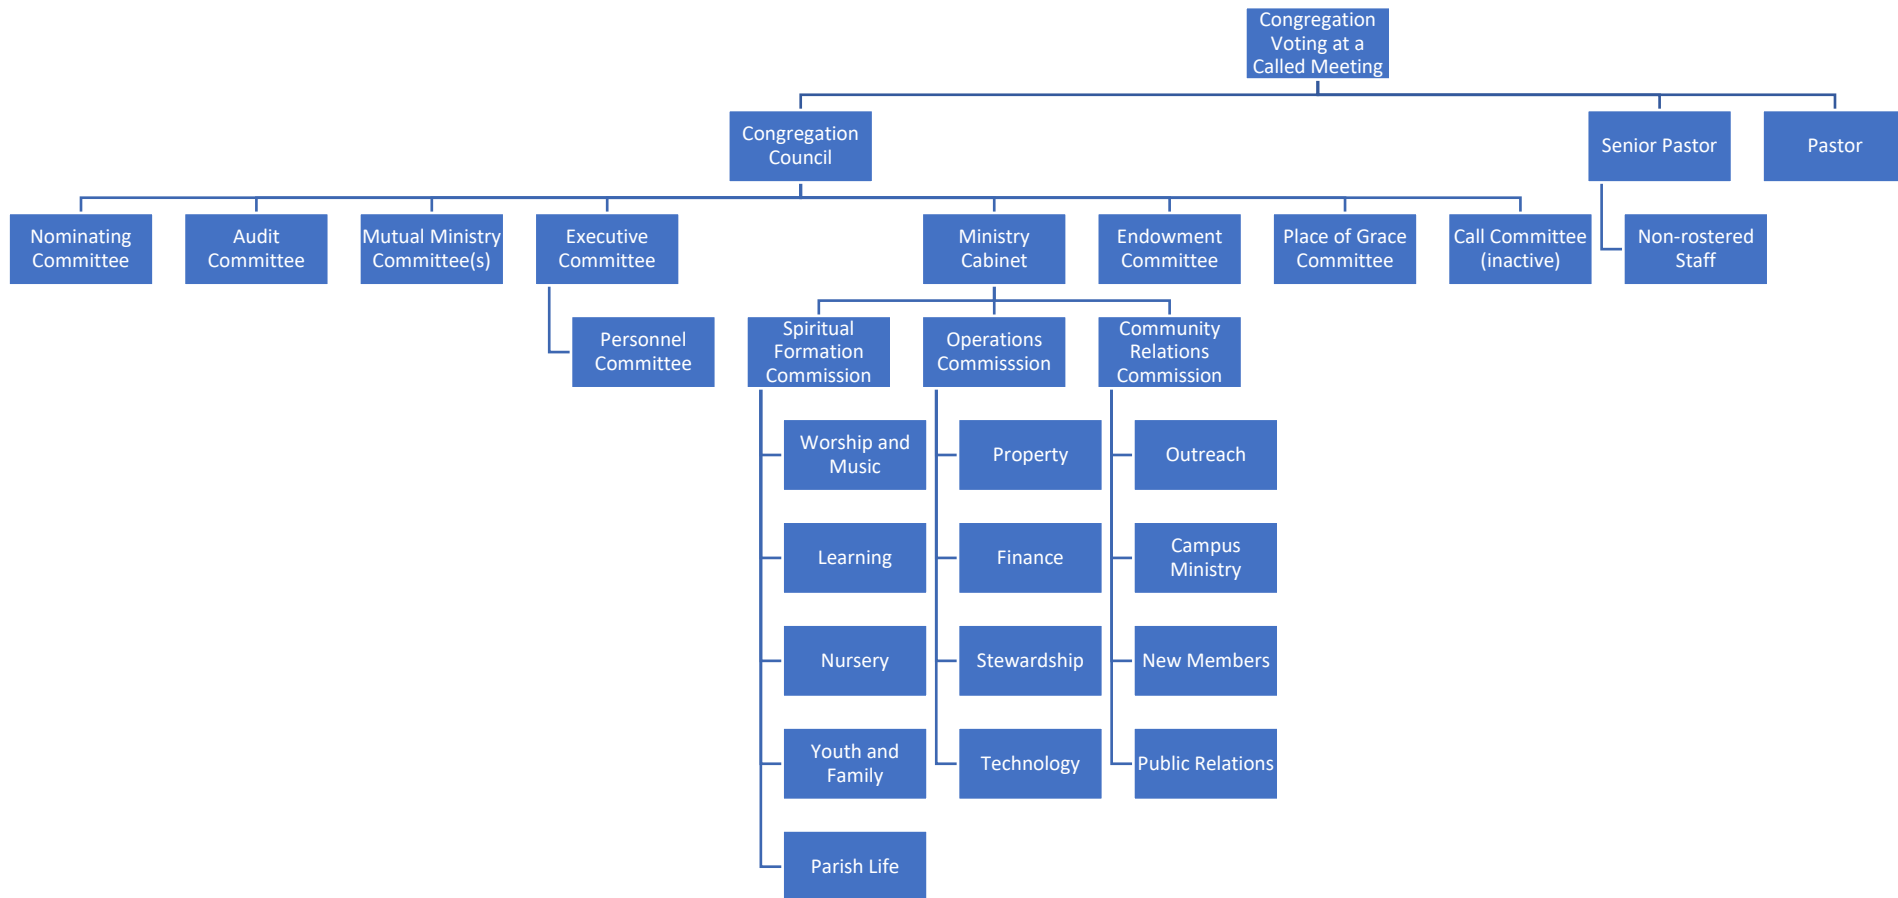 Congregation
Voting at a
Called Meeting
Congregation
Council
Senior Pastor
Pastor
Nominating
Committee
Audit
Committee
Mutual Ministry
Committee(s)
Executive
Committee
Ministry
Cabinet
Endowment
Committee
Place of Grace
Committee
Call Committee
(inactive)
Non-rostered
Staff
Personnel
Committee
Spiritual
Formation
Commission
Operations
Commisssion
Community
Relations
Commission
Worship and
Music
Property
Outreach
Learning
Finance
Campus
Ministry
Nursery
Stewardship
New Members
Youth and
Family
Technology
Public Relations
Parish Life